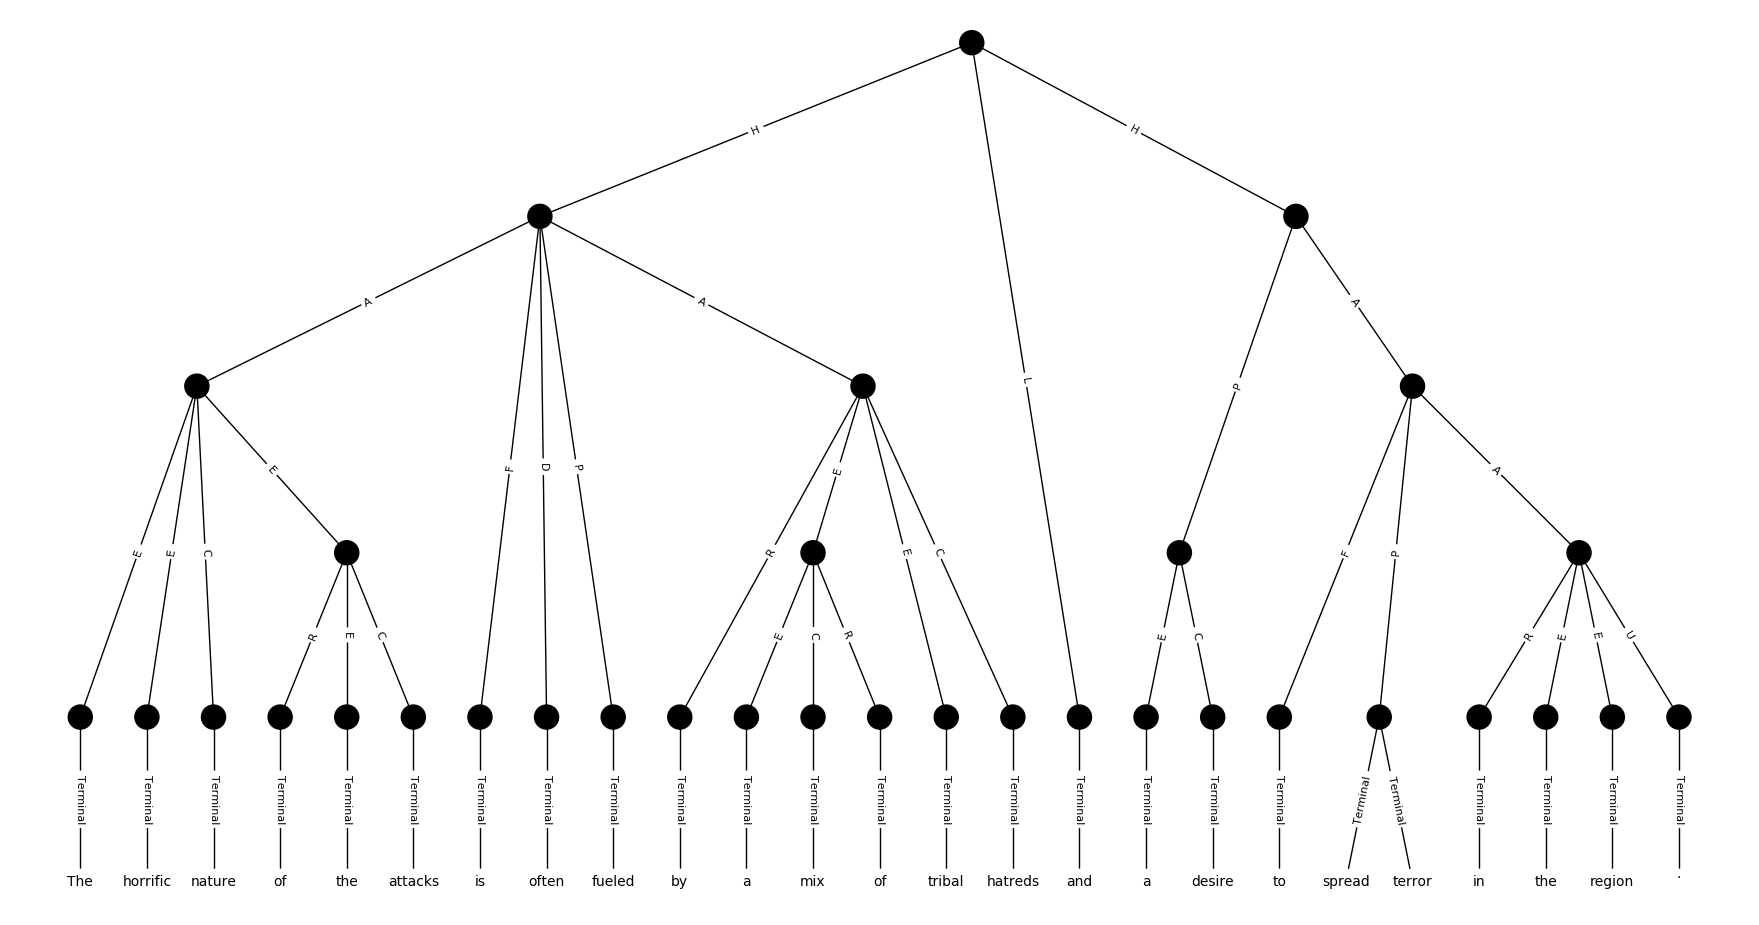 H H
A A L A
E E C E F D P R E E C P F P A
R E C E C R E C R E E U
Terminal Terminal Terminal Terminal Terminal Terminal Terminal Terminal Terminal Terminal Terminal Terminal Terminal Terminal Terminal Terminal Terminal Terminal Terminal Terminal Terminal Terminal Terminal Terminal Terminal
The horrific nature of the attacks is often fueled by a mix of tribal hatreds and a desire to spread terror in the region .